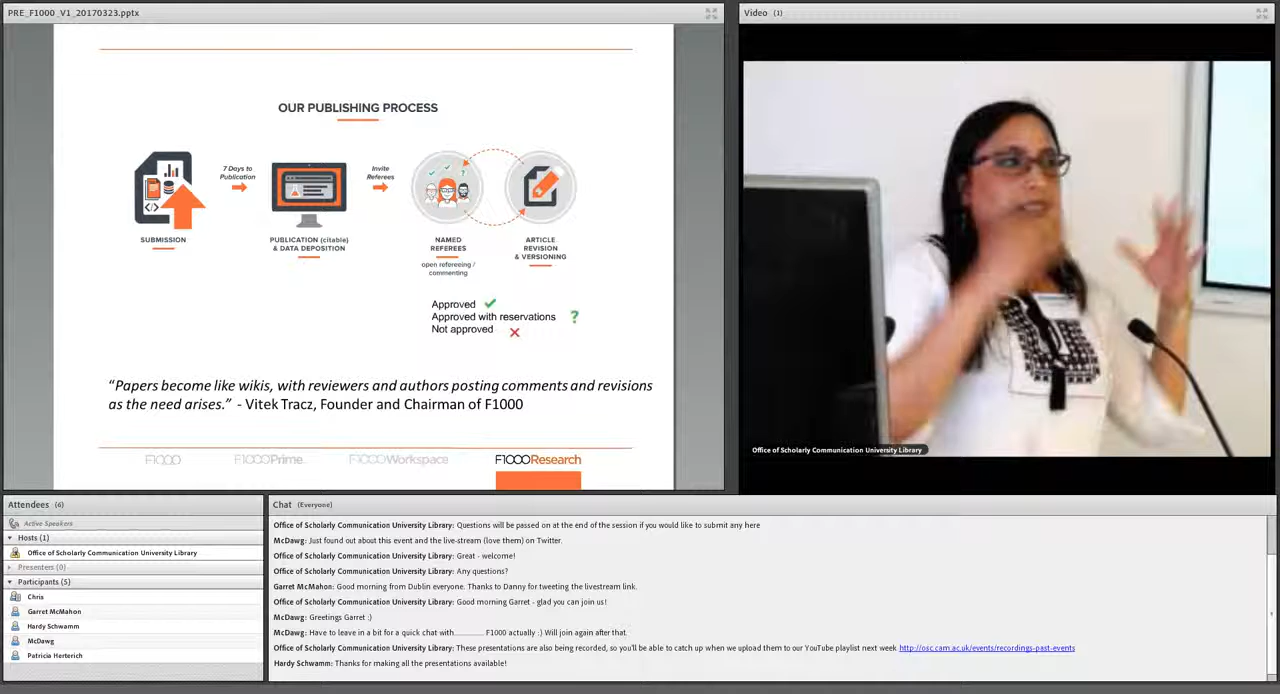 PRE_F1000 _V1_20170323.pptx
OUR PUBLISHING PROCESS
7 Days to
Publication
Invite
Referees
SUBMISSION
PUBLICATION (citable)
& DATA DEPOSITION
NAMED
REFEREES
open refereeing /
commenting
ARTICLE
REVISION
& VERSIONING
Approved
Approved with reservations ?
Not approved
“Papers become like wikis, with reviewers and authors posting comments and revisions
as the need arises.” - Vitek Tracz, Founder and Chairman of F1000
F1000
F1000Prime
F1000Workspace
F1000Research
Video (1)
Office of Scholarly Communication University Library
Attendees (6)
Active Speakers
Hosts (1)
Office of Scholarly Communication University Library
Presenters (0)
Participants (5)
Chris
Garret McMahon
Hardy Schwamm
McDawg
Patricia Herterich
Chat (Everyone)
Office of Scholarly Communication University Library: Questions will be passed on at the end of the session if you would like to submit any here
McDawg: Just found out about this event and the live-stream (love them) on Twitter.
Office of Scholarly Communication University Library: Great - welcome!
Office of Scholarly Communication University Library: Any questions?
Garret McMahon: Good morning from Dublin everyone. Thanks to Danny for tweeting the livestream link.
Office of Scholarly Communication University Library: Good morning Garret - glad you can join us!
McDawg: Greetings Garret :)
McDawg: Have to leave in a bit for a quick chat with............... F1000 actually :) Will join again after that.
Office of Scholarly Communication University Library: These presentations are also being recorded, so you'll be able to catch up when we upload them to our YouTube playlist next week http://osc.cam.ac.uk/events/recordings-past-events
Hardy Schwamm: Thanks for making all the presentations available!